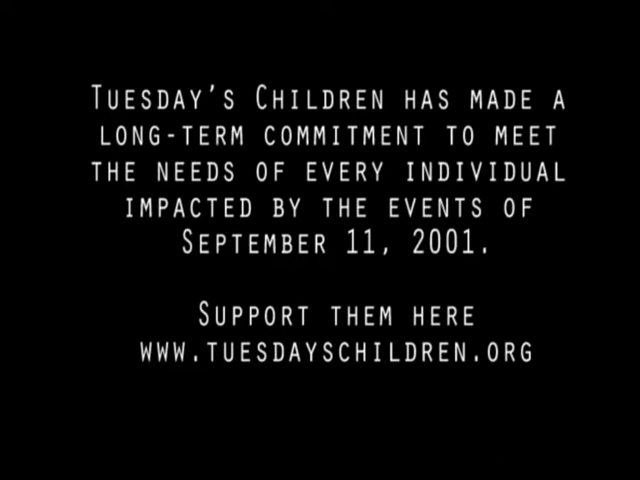 Tuesday's Children has made a
long-term commitment to meet
the needs of every individual
impacted by the events of
September 11, 2001.
Support them here
www.tuesdayschildren.org